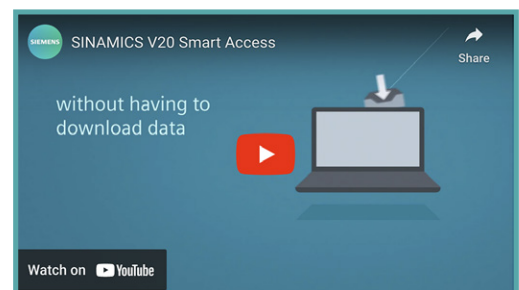 SIEMENS
SINAMICS V20 Smart Access
Share
without having to
download data
Watch on YouTube